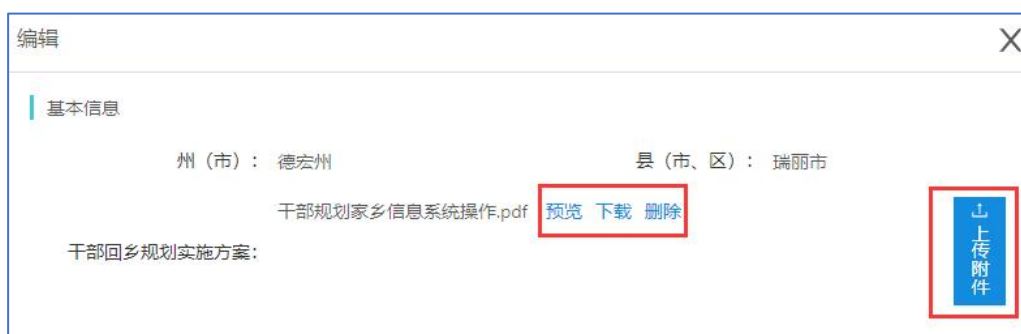 编辑
基本信息
州（市）： 德宏州 县（市、区）： 瑞丽市
干部规划家乡信息系统操作.pdf 预览 下载 删除
干部回乡规划实施方案：
上传附件